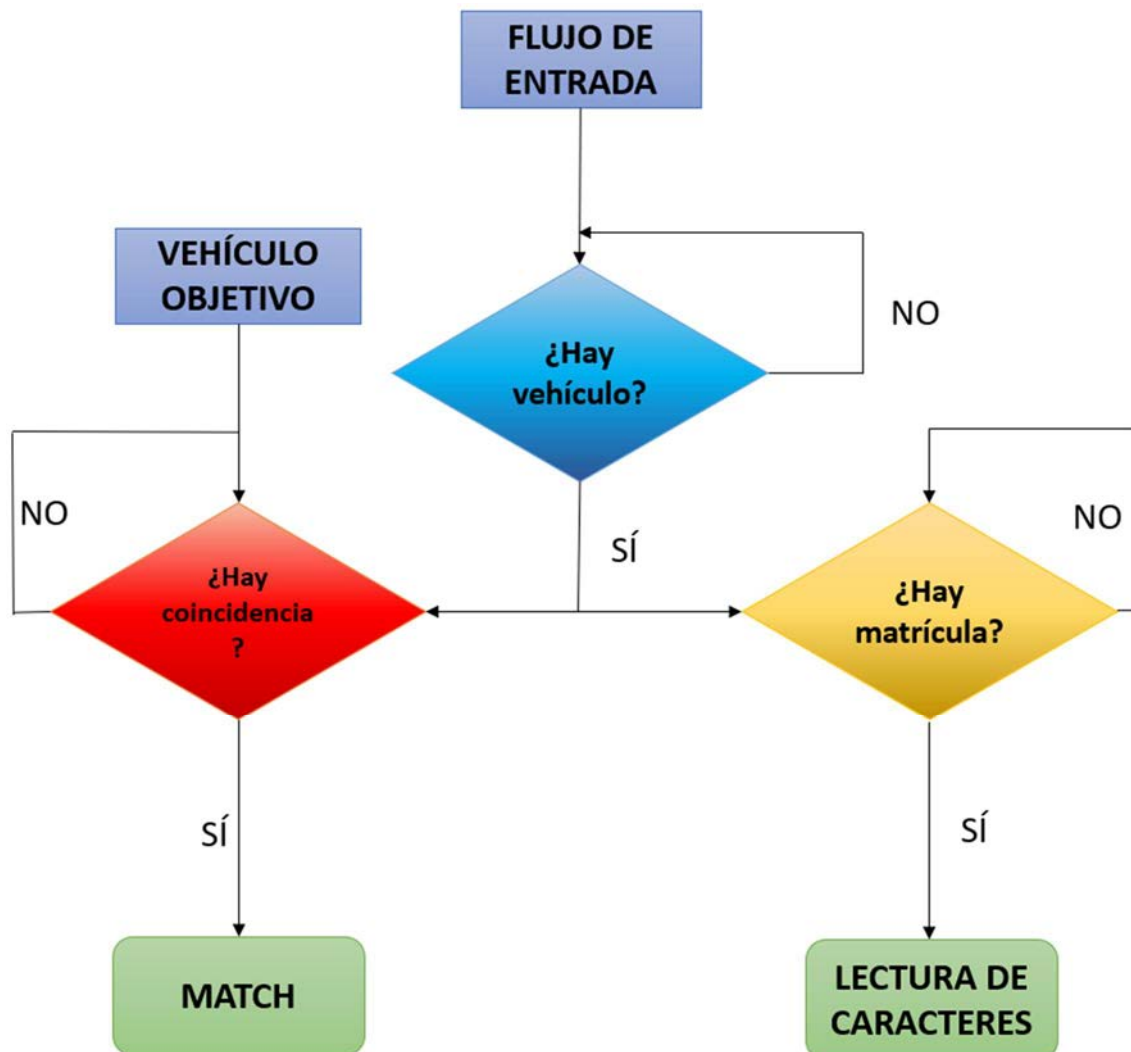 FLUJO DE
ENTRADA
VEHÍCULO
OBJETIVO
¿Hay
vehículo?
NO
NO
NO
SÍ
¿Hay
coincidencia
?
¿Hay
matrícula?
SÍ
SÍ
MATCH
LECTURA DE
CARACTERES